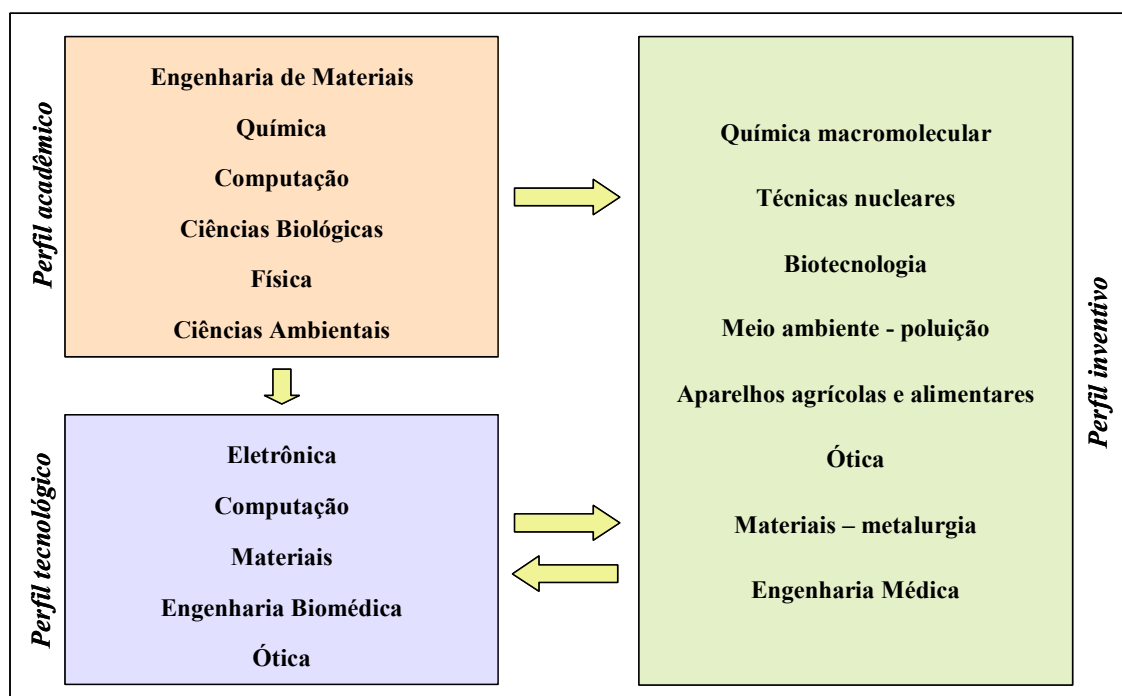 Perfil acadêmico
Engenharia de Materiais
Química
Computação
Ciências Biológicas
Física
Ciências Ambientais
Perfil tecnológico
Eletrônica
Computação
Materiais
Engenharia Biomédica
Ótica
Química macromolecular
Técnicas nucleares
Biotecnologia
Meio ambiente - poluição
Aparelhos agrícolas e alimentares
Ótica
Materiais – metalurgia
Engenharia Médica
Perfil inventivo